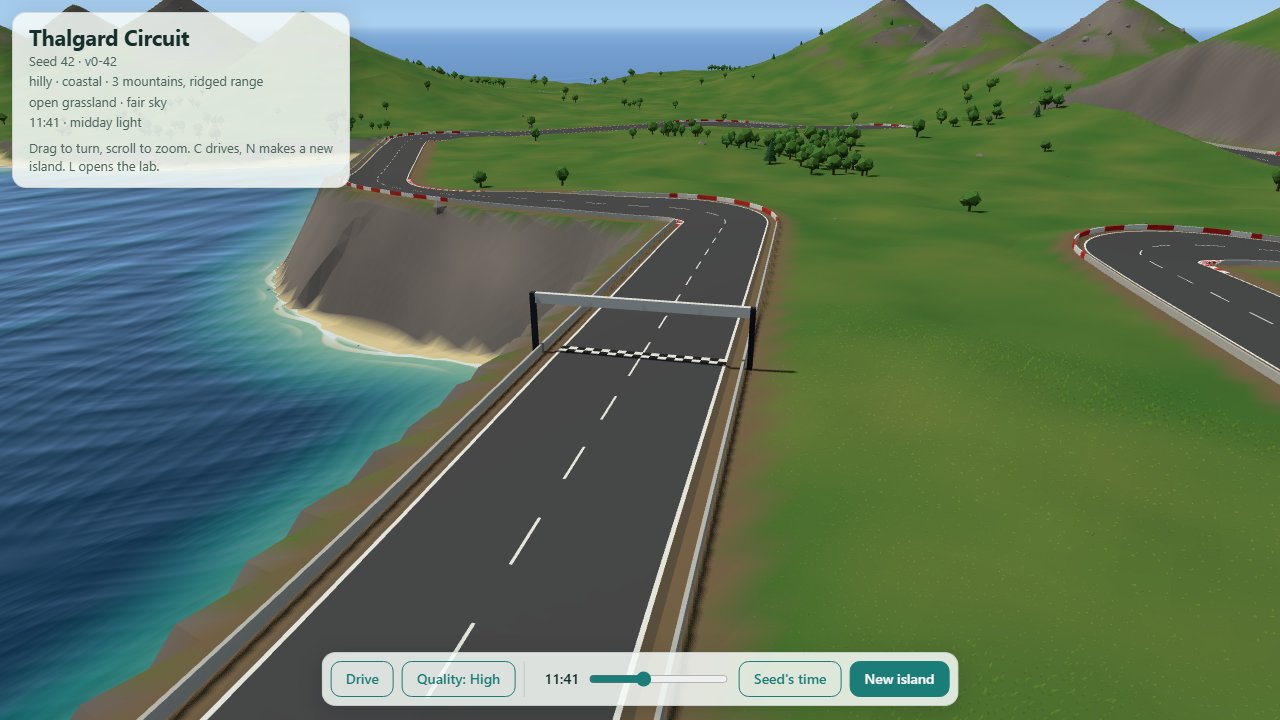 Thalgard Circuit
Seed 42 · v0-42
hilly · coastal · 3 mountains, ridged range
open grassland · fair sky
11:41 · midday light
Drag to turn, scroll to zoom. C drives, N makes a new
island. L opens the lab.
Drive
Quality: High
11:41
Seed's time
New island